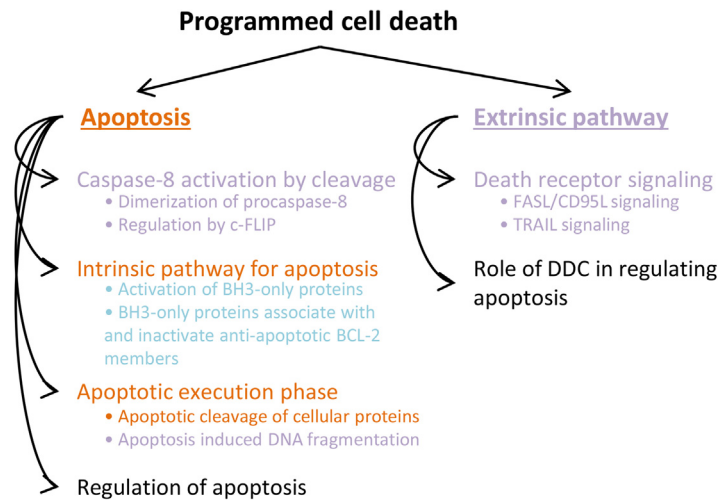 Programmed cell death
Apoptosis
Caspase-8 activation by cleavage
• Dimerization of procaspase-8
• Regulation by c-FLIP
Intrinsic pathway for apoptosis
• Activation of BH3-only proteins
• BH3-only proteins associate with
and inactivate anti-apoptotic BCL-2
members
Apoptotic execution phase
• Apoptotic cleavage of cellular proteins
• Apoptosis induced DNA fragmentation
Regulation of apoptosis
Extrinsic pathway
Death receptor signaling
• FASL/CD95L signaling
• TRAIL signaling
Role of DDC in regulating
apoptosis